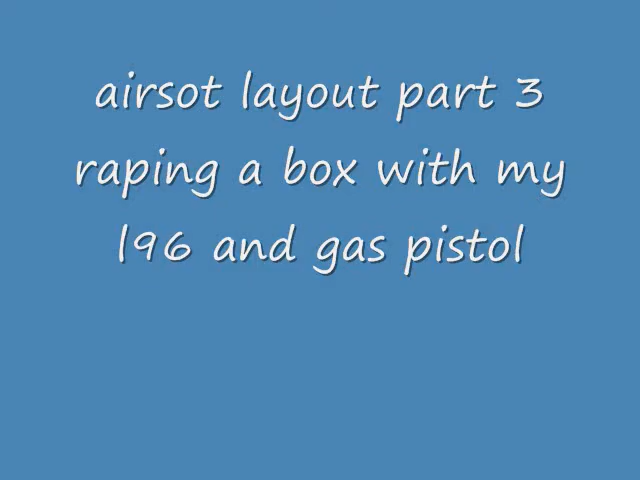 airsot layout part 3
raping a box with my
l96 and gas pistol